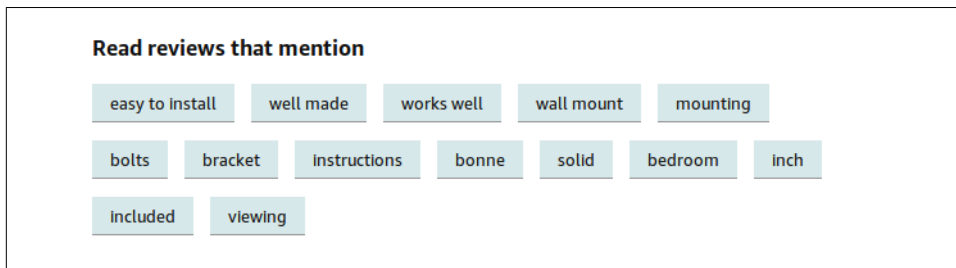 Read reviews that mention
easy to install well made works well wall mount mounting
bolts bracket instructions bonne solid bedroom inch
included viewing